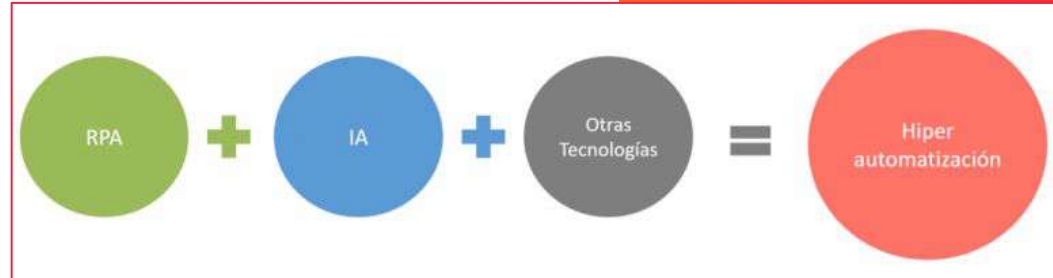 RPA
IA
Otras
Tecnologías
Hiper
automatización